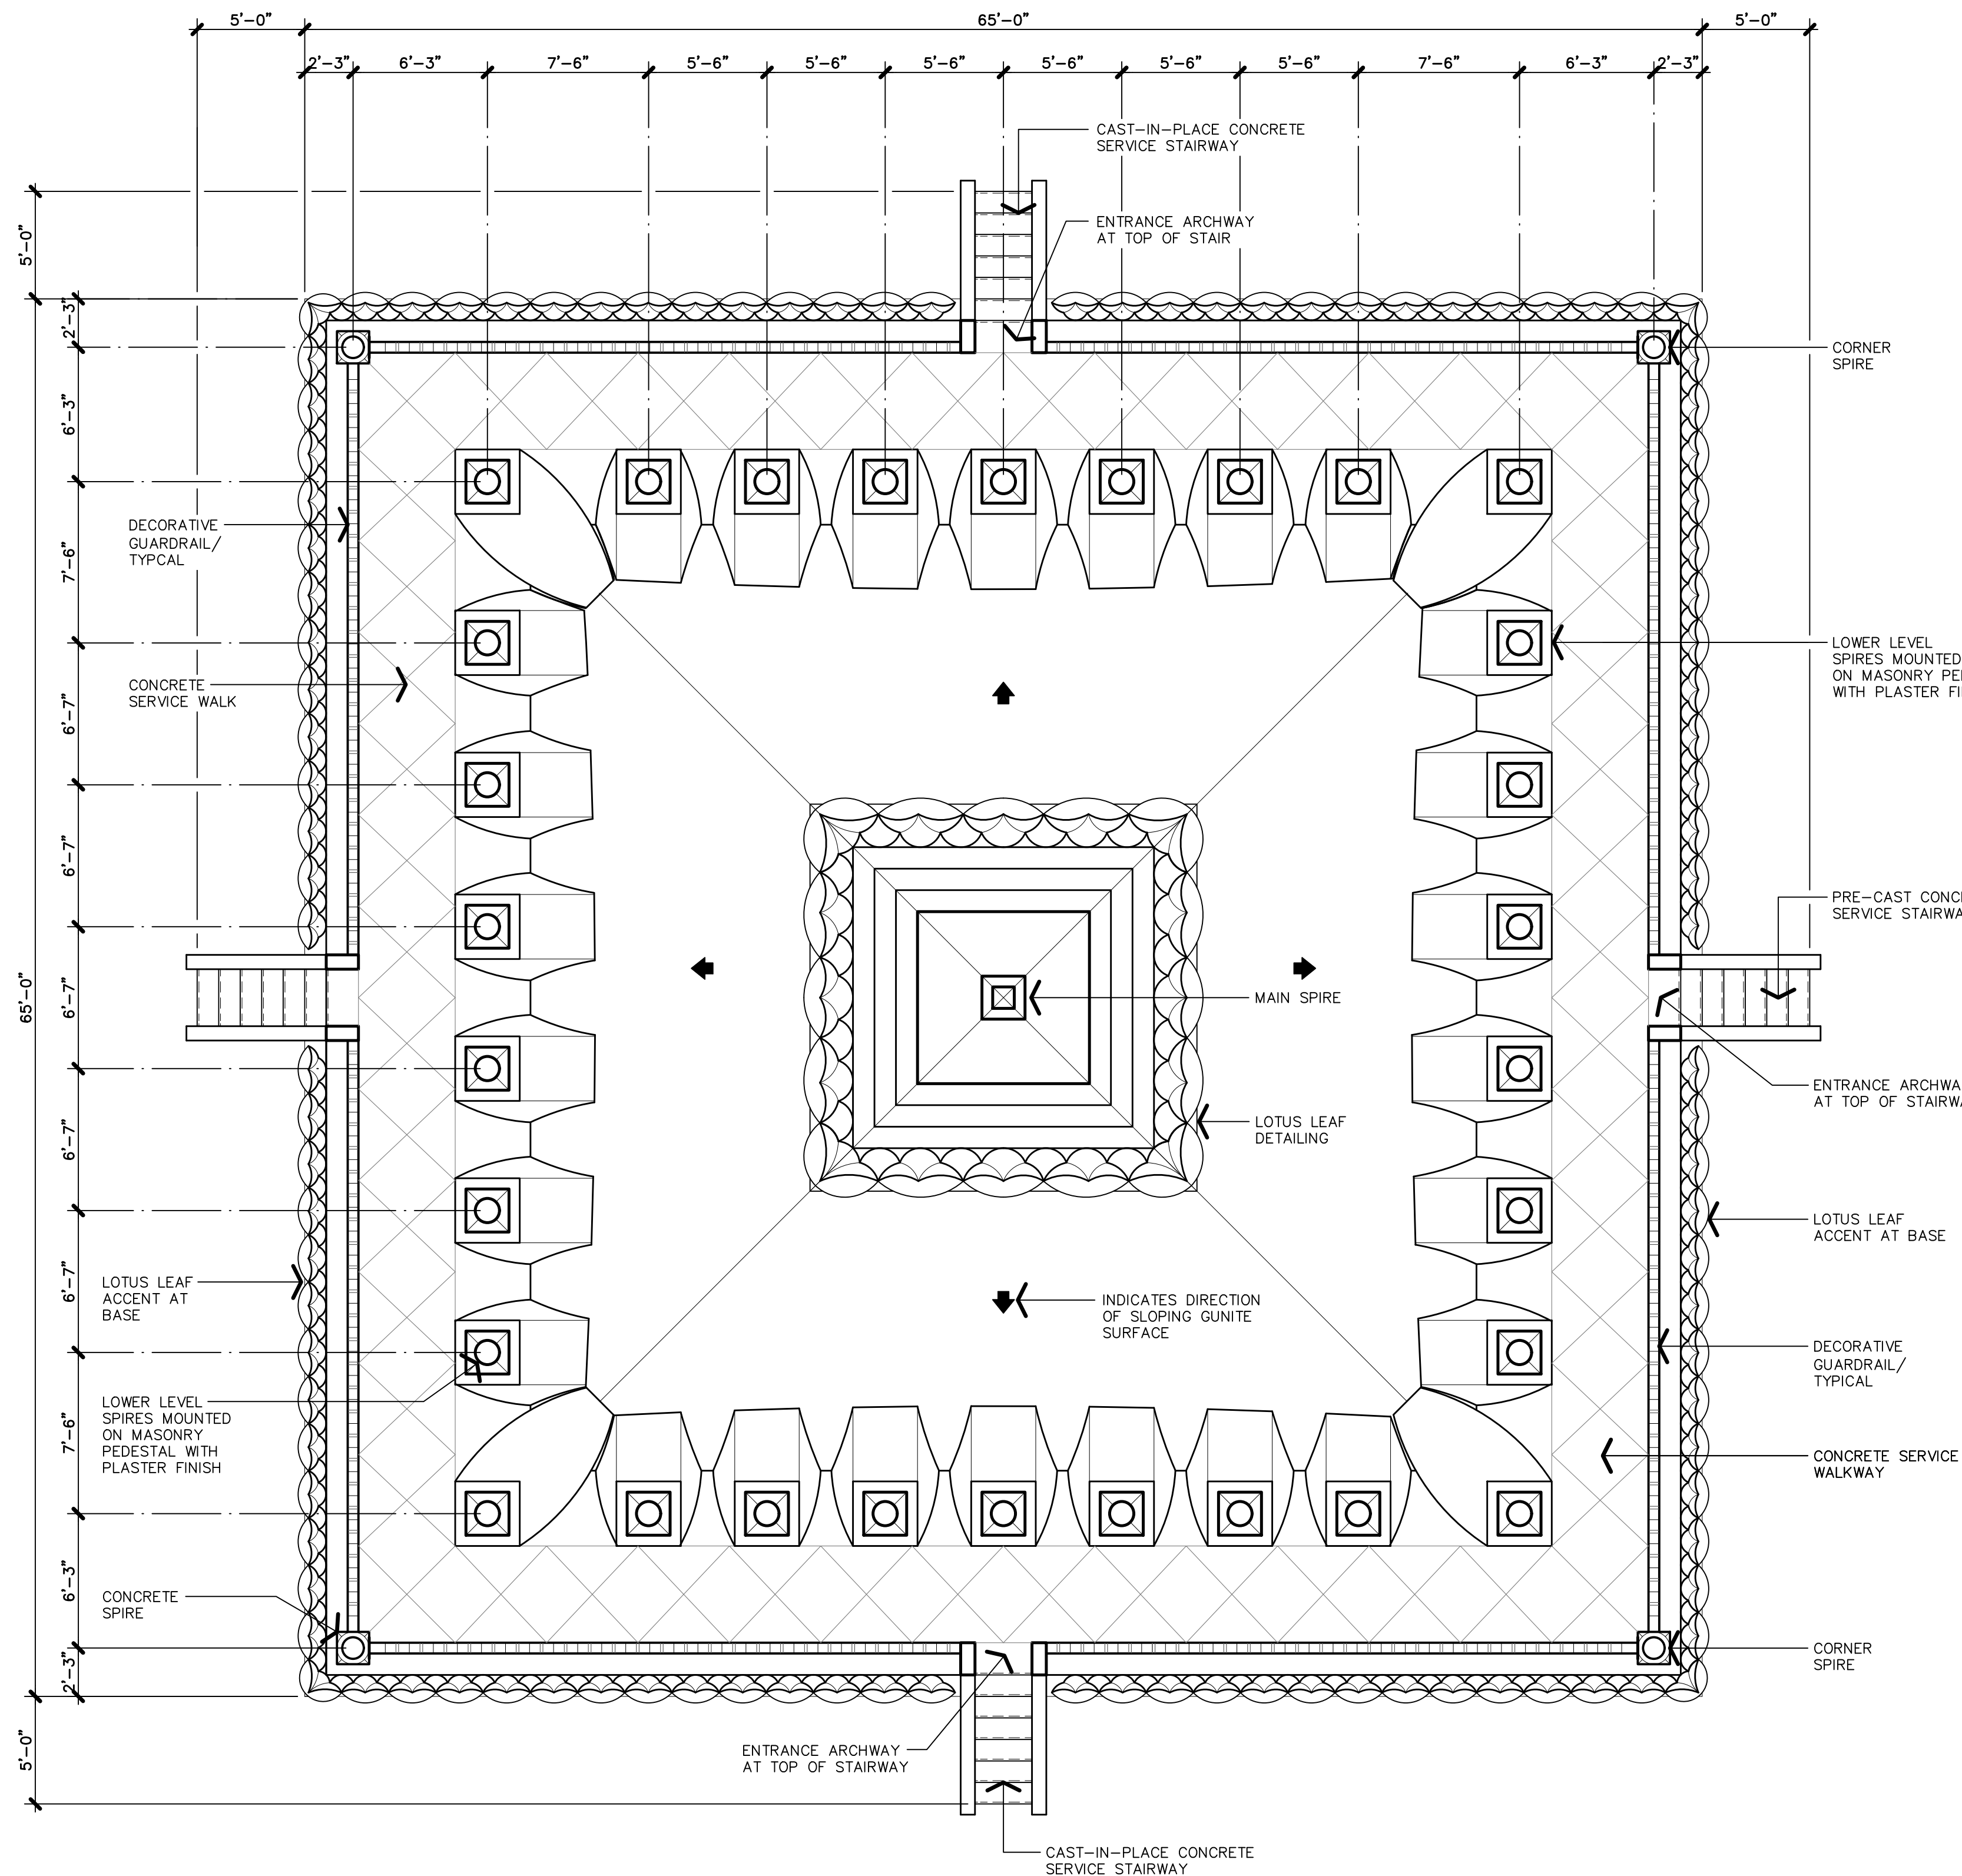 5'-0"
65'-0"
5'-0"
2'-3"
6'-3"
7'-6"
5'-6"
5'-6"
5'-6"
5'-6"
5'-6"
5'-6"
7'-6"
6'-3"
2'-3"
CAST-IN-PLACE CONCRETE
SERVICE STAIRWAY
ENTRANCE ARCHWAY
AT TOP OF STAIR
5'-0"
2'-3"
6'-3"
7'-6"
6'-7"
6'-7"
6'-7"
6'-7"
6'-7"
7'-6"
6'-3"
2'-3"
65'-0"
5'-0"
DECORATIVE
GUARDRAIL/
TYPCAL
CONCRETE
SERVICE WALK
LOTUS LEAF
ACCENT AT
BASE
LOWER LEVEL
SPIRES MOUNTED
ON MASONRY
PEDESTAL WITH
PLASTER FINISH
CONCRETE
SPIRE
MAIN SPIRE
LOTUS LEAF
DETAILING
INDICATES DIRECTION
OF SLOPING GUNITE
SURFACE
CORNER
SPIRE
LOWER LEVEL
SPIRES MOUNTED
ON MASONRY
WITH PLASTER
PRE-CAST
SERVICE
ENTRANCE
AT TOP OF
LOTUS LEAF
ACCENT AT BASE
DECORATIVE
GUARDRAIL/
TYPICAL
CONCRETE SERVICE
WALKWAY
CORNER
SPIRE
ENTRANCE ARCHWAY
AT TOP OF STAIRWAY
CAST-IN-PLACE CONCRETE
SERVICE STAIRWAY